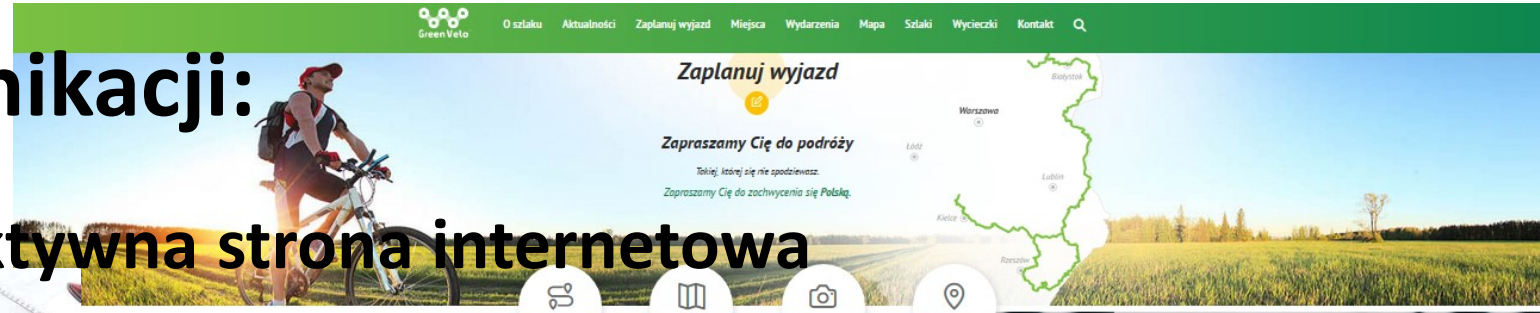 Green Velo
O szlaku Aktualności Zaplanuj wyjazd Miejsca Wydarzenia Mapa Szlaki Wycieczki Kontakt
nikacji:
Zaplanuj wyjazd
Białystok
Warszawa
Zapraszamy Cię do podróży
Łódź
Takiej, której się nie spodziewasz.
Lublin
Zapraszamy Cię do zachwycenia się Polską.
Kielce
ktywna strona internetowa
Rzeszów